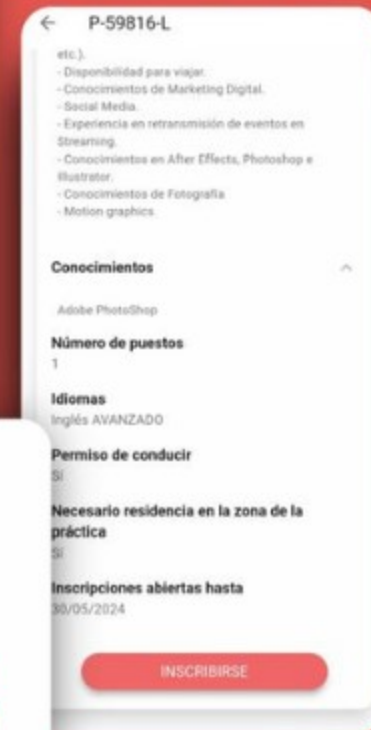 P-59816-L
etc.).
- Disponibilidad para viajar.
- Conocimientos de Marketing Digital.
- Social Media.
- Experiencia en retransmisión de eventos en
Streaming.
- Conocimientos en After Effects, Photoshop e
Illustrator.
- Conocimientos de Fotografía
- Motion graphics.
Conocimientos
Adobe PhotoShop
Número de puestos
1
Idiomas
Inglés AVANZADO
Permiso de conducir
Sí
Necesario residencia en la zona de la
práctica
Sí
Inscripciones abiertas hasta
30/05/2024
INSCRIBIRSE